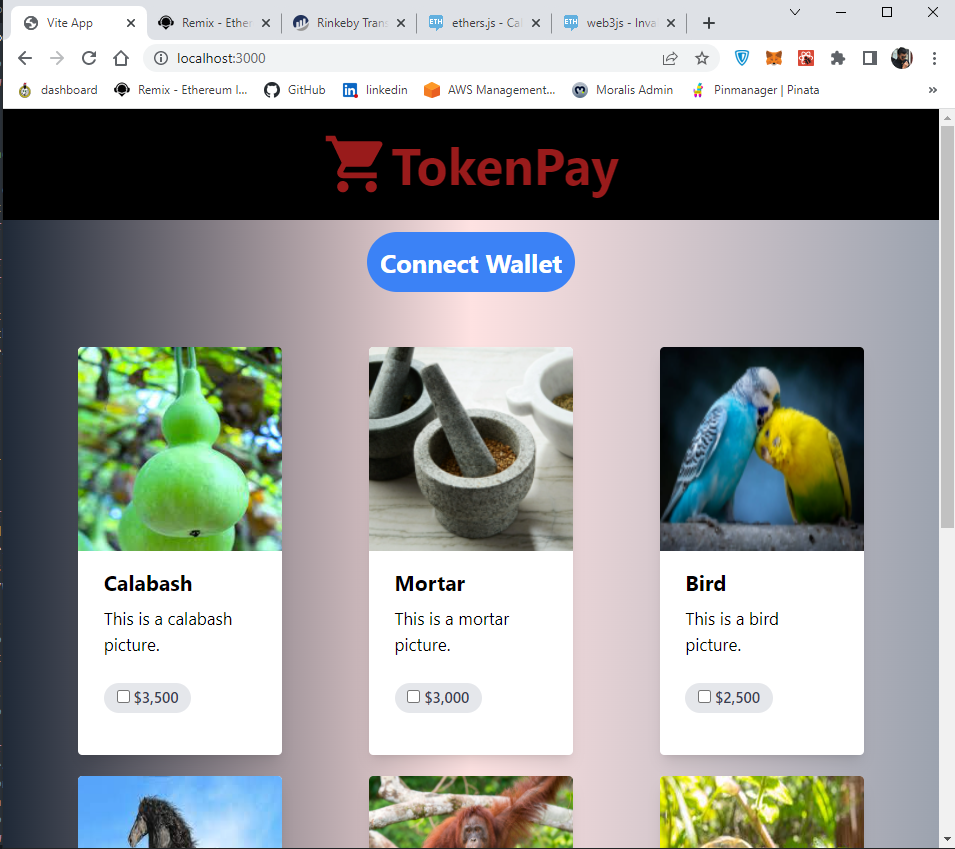 Vite App
Remix - Ether
Rinkeby Trans
ethers.js - Cal
web3js - Inva
localhost:3000
dashboard
Remix - Ethereum I...
GitHub
linkedin
AWS Management...
Moralis Admin
Pinmanager | Pinata
»
TokenPay
Connect Wallet
Calabash
This is a calabash
picture.
$3,500
Mortar
This is a mortar
picture.
$3,000
Bird
This is a bird
picture.
$2,500